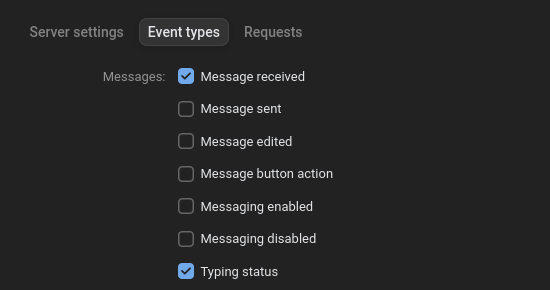 Server settings Event types Requests
Messages: Message received
Message sent
Message edited
Message button action
Messaging enabled
Messaging disabled
Typing status